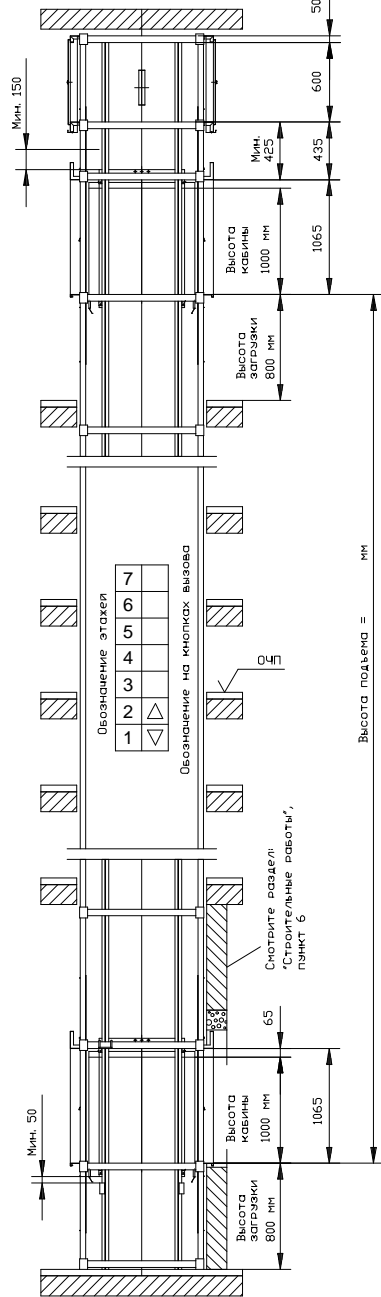 50
600
Мин. 150
Мин.
425
435
Высота
кабины
1000 мм
1065
Высота
загрузки
800 мм
Обозначение этажей
1 2 3 4 5 6 7
▽ △
Обозначение на кнопках вызова
ОЧП
Высота подъема = мм
Смотрите раздел:
"Строительные работы",
пункт 6
65
Мин. 50
Высота
кабины
1000 мм
1065
Высота
загрузки
800 мм